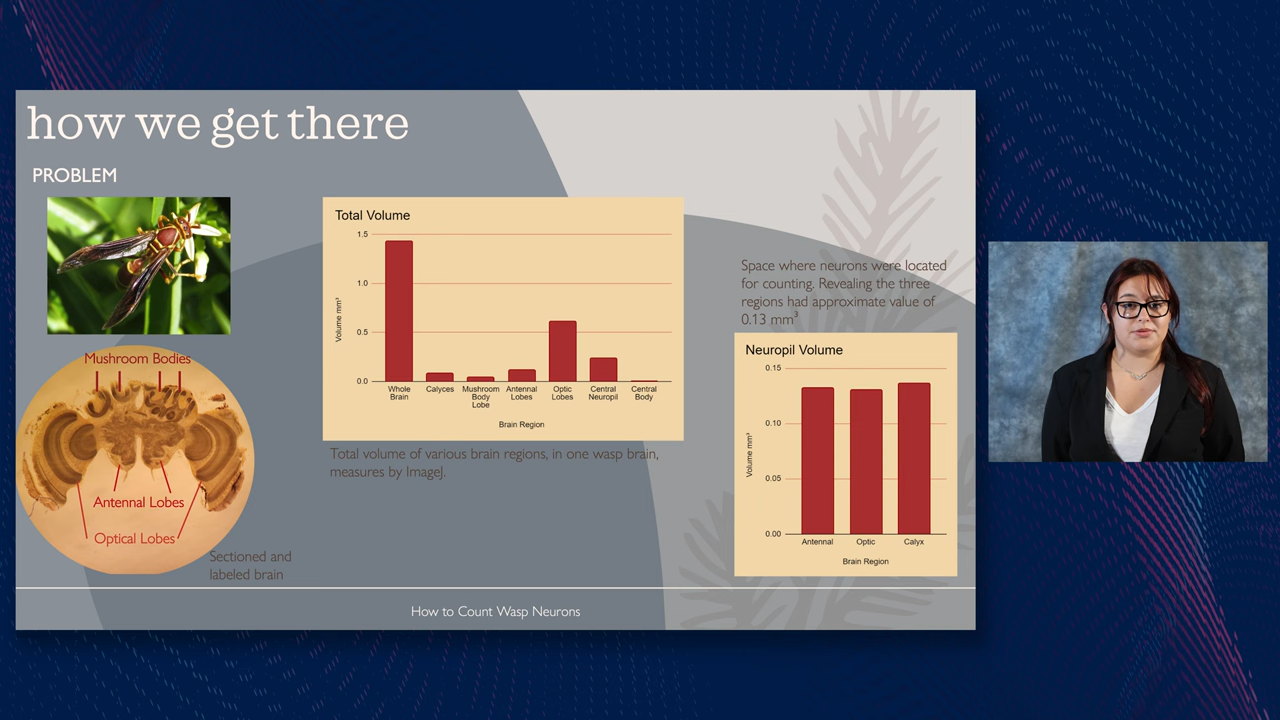 how we get there
PROBLEM
Mushroom Bodies
Antennal Lobes
Optical Lobes
Sectioned and
labeled brain
Total Volume
1.5
1.0
0.5
0.0
Volume mm³
Whole
Brain
Calyces
Mushroom
Body
Lobe
Antennal
Lobes
Optic
Lobes
Central
Neuropil
Central
Body
Brain Region
Total volume of various brain regions, in one wasp brain,
measures by ImageJ.
Space where neurons were located
for counting. Revealing the three
regions had approximate value of
0.13 mm³
Neuropil Volume
0.15
0.10
0.05
0.00
Volume mm³
Antennal
Optic
Calyx
Brain Region
How to Count Wasp Neurons